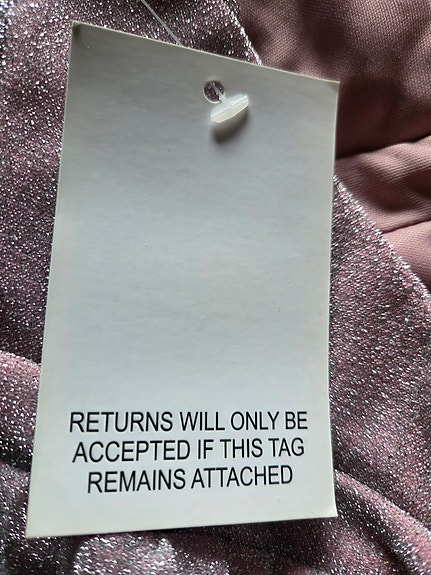 RETURNS WILL ONLY BE
ACCEPTED IF THIS TAG
REMAINS ATTACHED